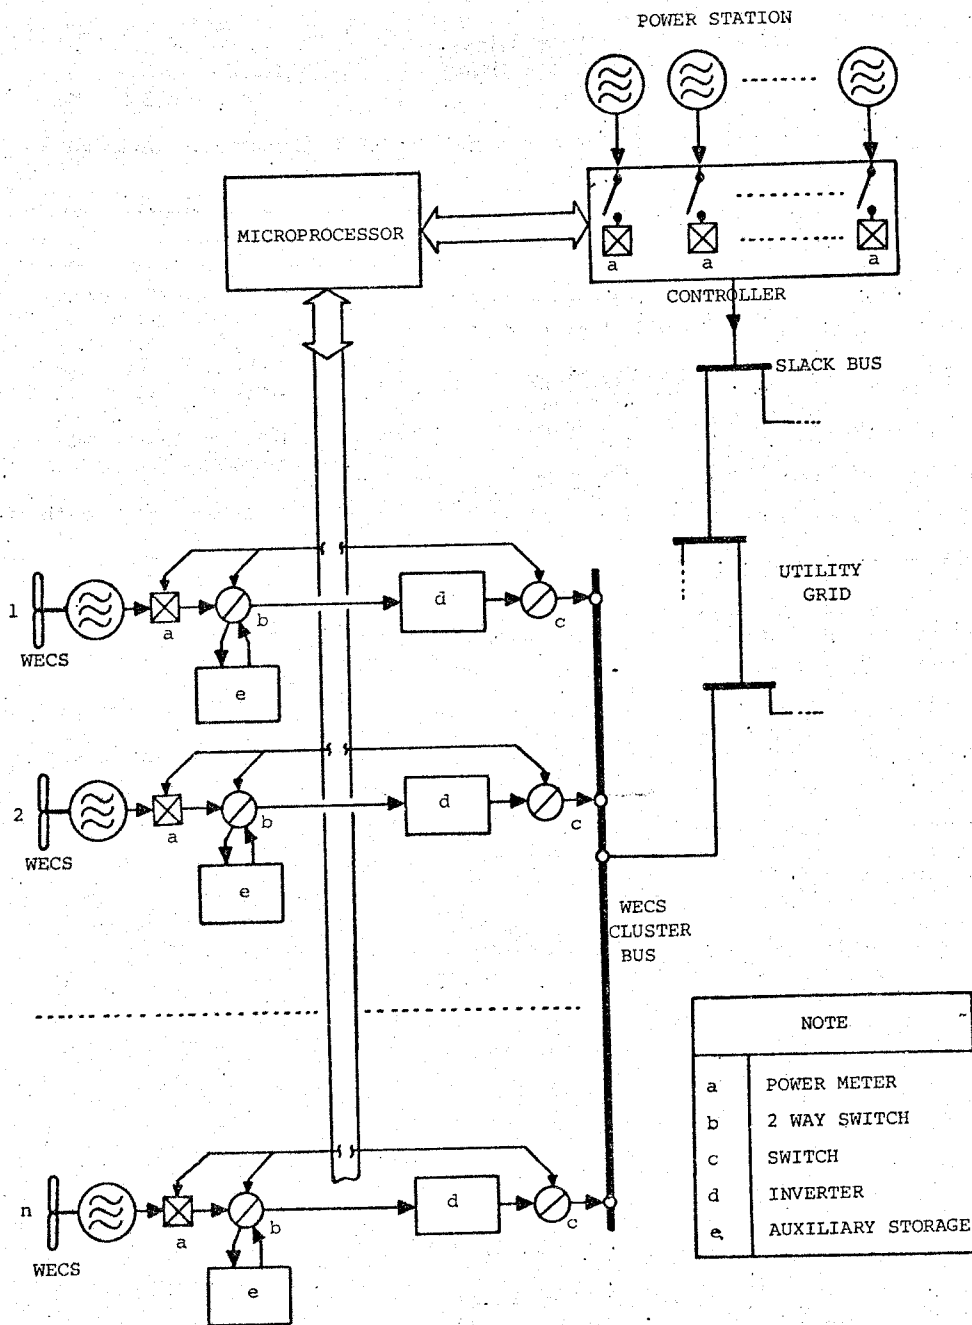 POWER STATION
MICROPROCESSOR
a
a
a
CONTROLLER
SLACK BUS
UTILITY
GRID
1
WECS
a
b
c
d
e
2
WECS
a
b
c
d
e
WECS
CLUSTER
BUS
n
WECS
a
b
c
d
e
NOTE
a POWER METER
b 2 WAY SWITCH
c SWITCH
d INVERTER
e AUXILIARY STORAGE